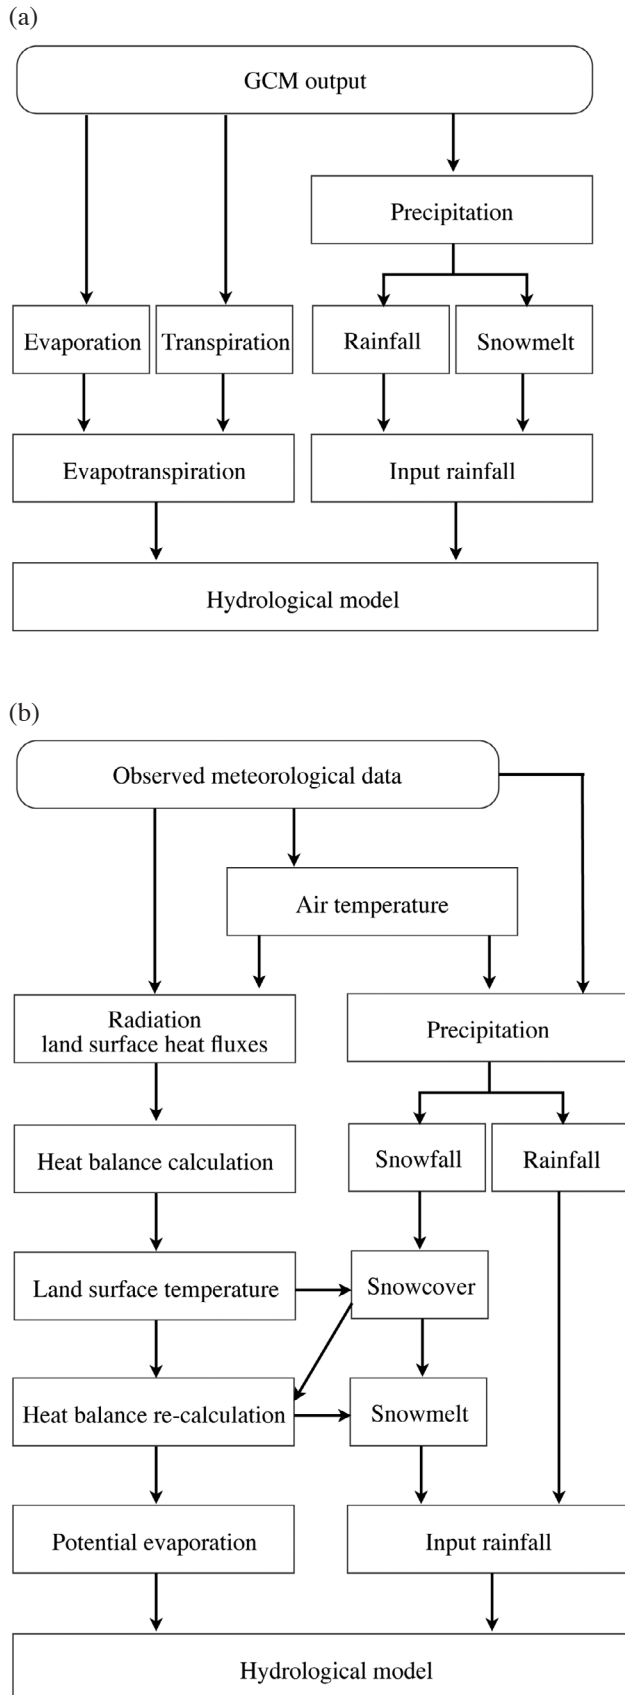 (a)
GCM output
Precipitation
Evaporation
Transpiration
Rainfall
Snowmelt
Evapotranspiration
Input rainfall
Hydrological model
(b)
Observed meteorological data
Air temperature
Radiation
land surface heat fluxes
Precipitation
Heat balance calculation
Snowfall
Rainfall
Land surface temperature
Snowcover
Heat balance re-calculation
Snowmelt
Potential evaporation
Input rainfall
Hydrological model